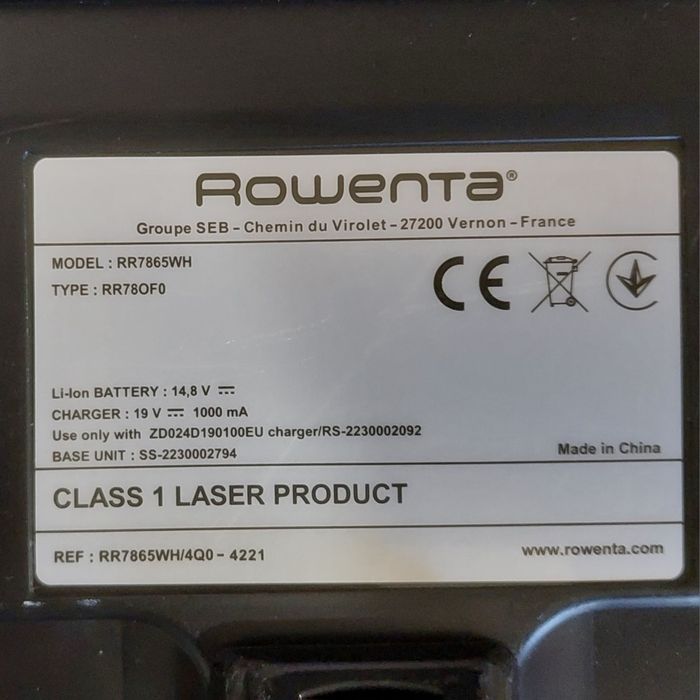 Rowenta®
Groupe SEB – Chemin du Virolet – 27200 Vernon – France
MODEL : RR7865WH
TYPE : RR78OF0
CE
Li-Ion BATTERY : 14,8 V ⎓
CHARGER : 19 V ⎓ 1000 mA
Use only with ZD024D190100EU charger/RS-2230002092
BASE UNIT : SS-2230002794
Made in China
CLASS 1 LASER PRODUCT
REF : RR7865WH/4Q0 – 4221
www.rowenta.com